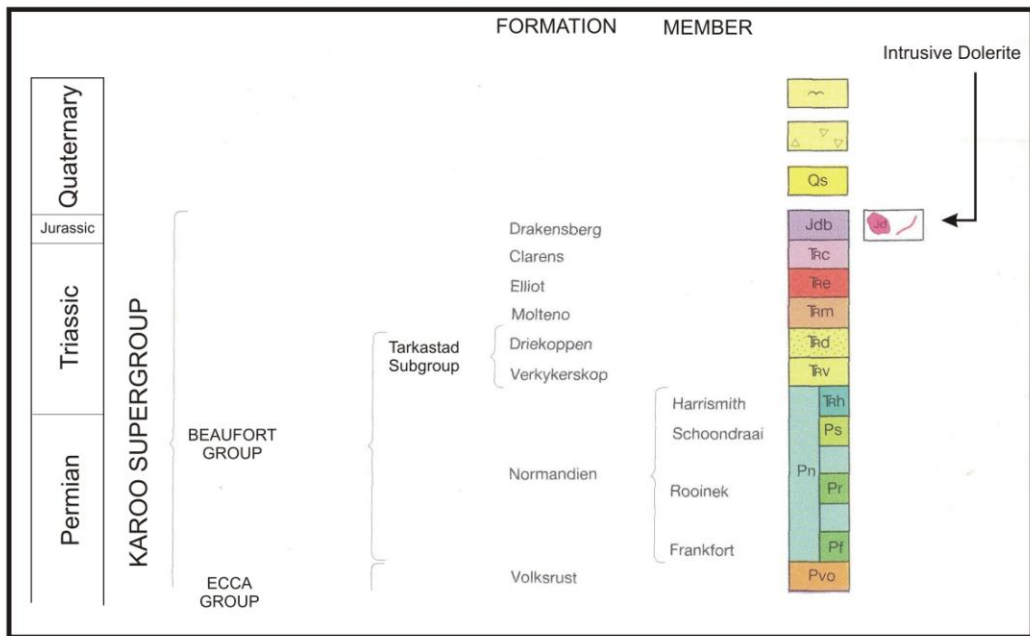 FORMATION MEMBER
Intrusive Dolerite
Quaternary
Qs
Jurassic
Drakensberg Jdb Jd
Clarens TRc
Triassic
Elliot TRe
Molteno TRm
Tarkastad
Subgroup
Driekoppen TRd
Verkykerskop TRv
KAROO SUPERGROUP
Harrismith TRh
Schoondraai Ps
BEAUFORT
GROUP
Permian
Normandien Pn
Rooinek Pr
Frankfort Pf
ECCA
GROUP
Volksrust Pvo